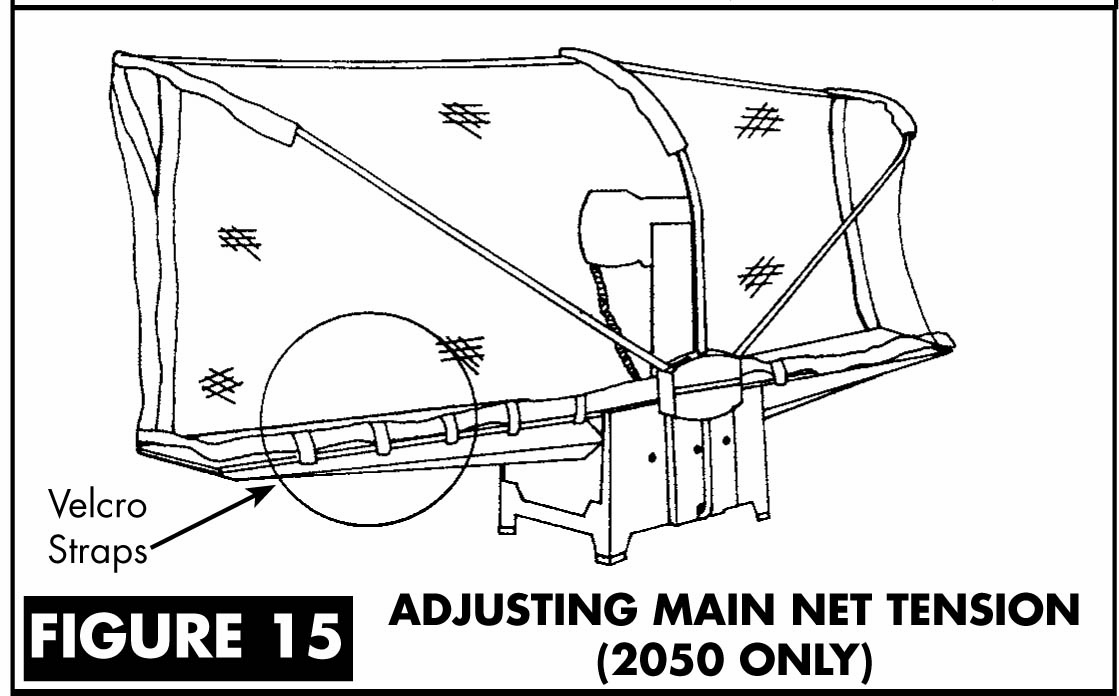 Velcro
Straps
FIGURE 15
ADJUSTING MAIN NET TENSION
(2050 ONLY)